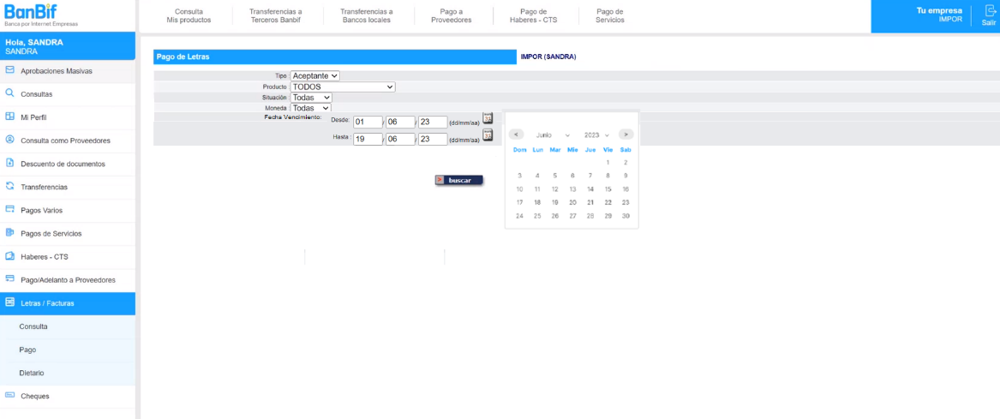 BanBif
Banca por Internet Empresas
Consulta
Mis productos
Transferencias a
Terceros Banbif
Transferencias a
Bancos locales
Pago a
Proveedores
Pago de
Haberes - CTS
Pago de
Servicios
Tu empresa
IMPOR
Salir
Hola, SANDRA
SANDRA
Aprobaciones Masivas
Consultas
Mi Perfil
Consulta como Proveedores
Descuento de documentos
Transferencias
Pagos Varios
Pagos de Servicios
Haberes - CTS
Pago/Adelanto a Proveedores
Letras / Facturas
Consulta
Pago
Dietario
Cheques
Pago de Letras
IMPOR (SANDRA)
Tipo Aceptante
Producto TODOS
Situación Todas
Moneda Todas
Fecha Vencimiento: Desde: 01 / 06 / 23 (dd/mm/aa)
Hasta : 19 / 06 / 23 (dd/mm/aa)
buscar
< Junio 2023 >
Dom Lun Mar Mie Jue Vie Sab
1 2
3 4 5 6 7 8 9
10 11 12 13 14 15 16
17 18 19 20 21 22 23
24 25 26 27 28 29 30